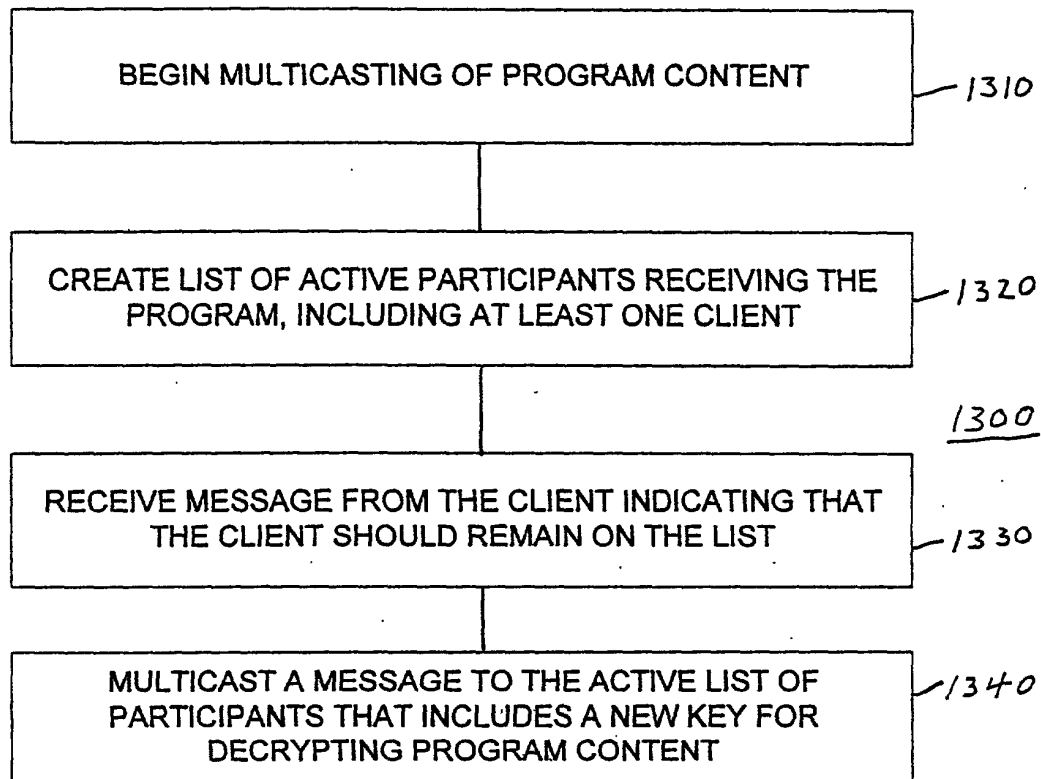 BEGIN MULTICASTING OF PROGRAM CONTENT
1310
CREATE LIST OF ACTIVE PARTICIPANTS RECEIVING THE
PROGRAM, INCLUDING AT LEAST ONE CLIENT
1320
1300
RECEIVE MESSAGE FROM THE CLIENT INDICATING THAT
THE CLIENT SHOULD REMAIN ON THE LIST
1330
MULTICAST A MESSAGE TO THE ACTIVE LIST OF
PARTICIPANTS THAT INCLUDES A NEW KEY FOR
DECRYPTING PROGRAM CONTENT
1340